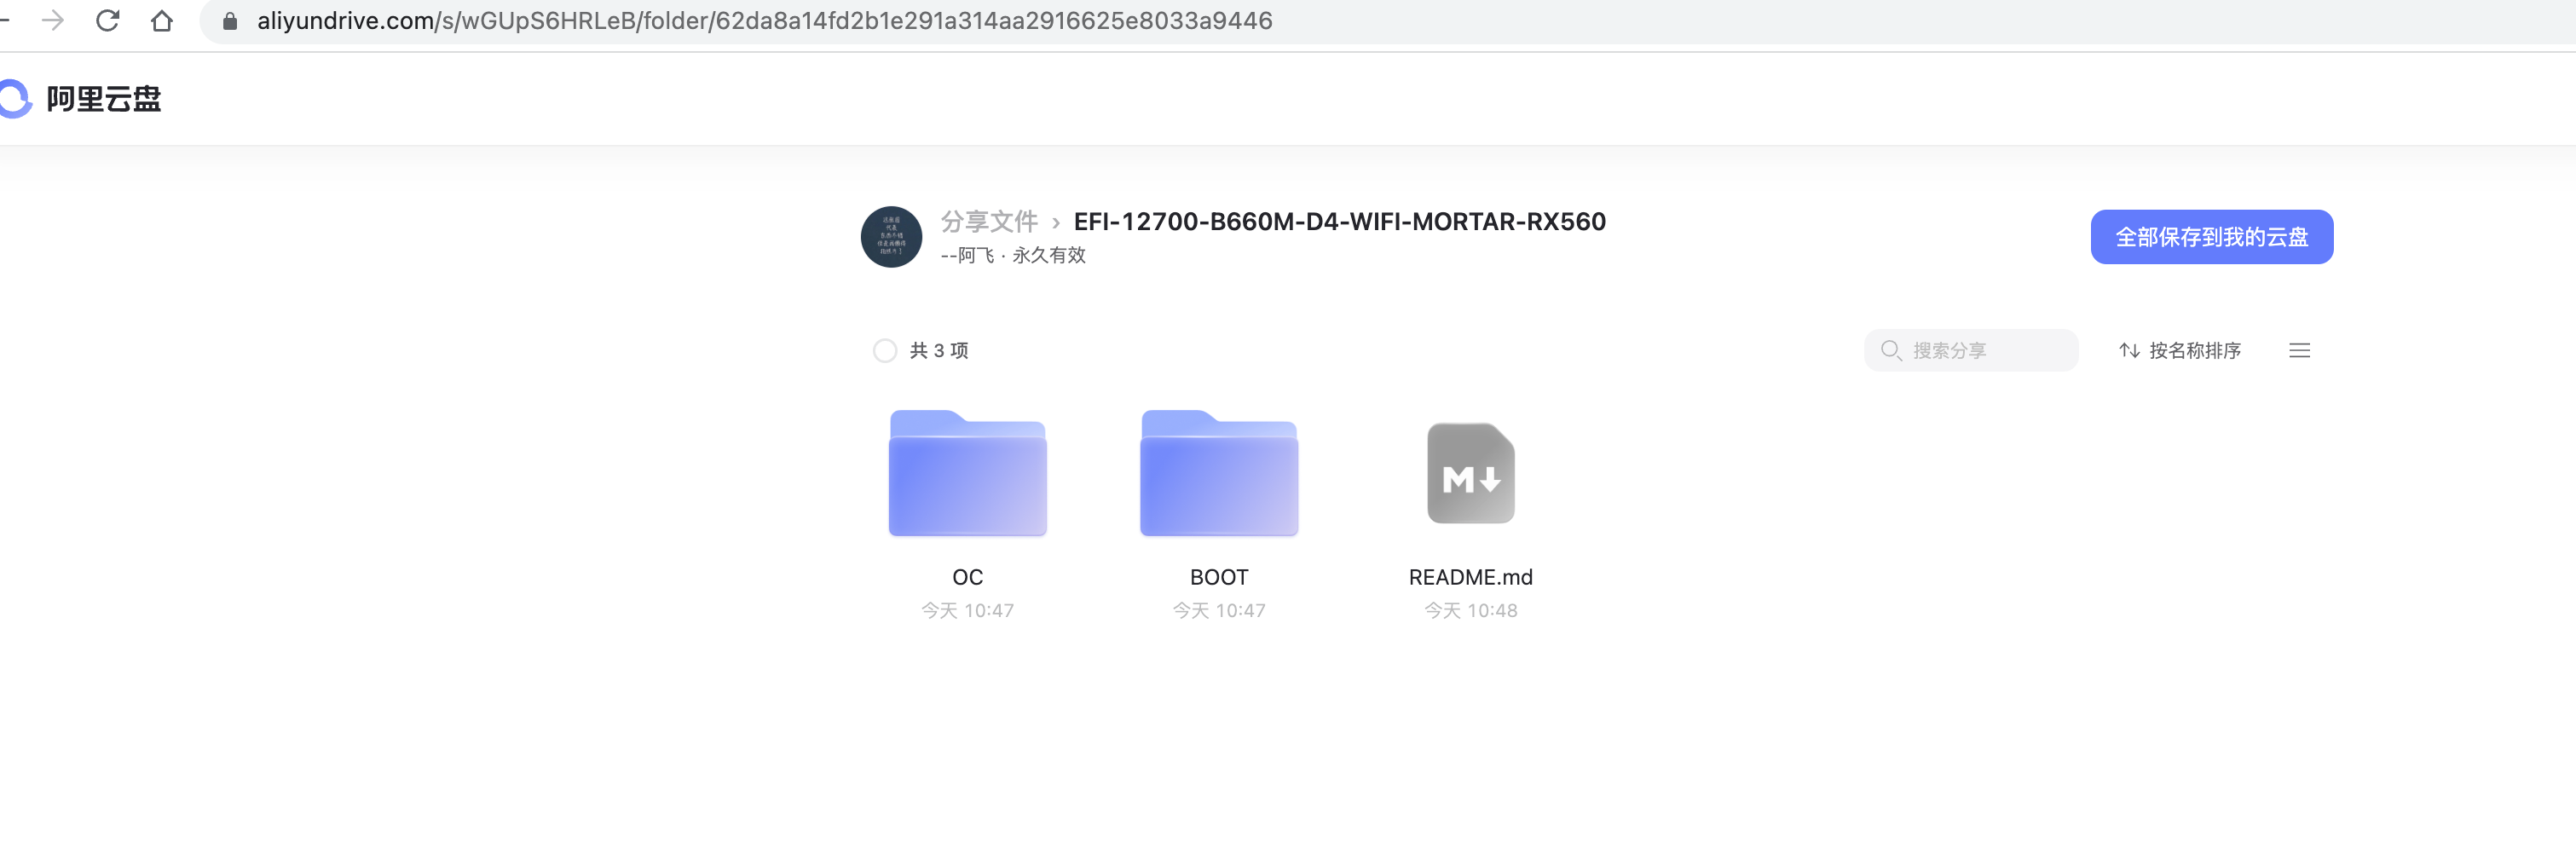 aliyundrive.com/s/wGUpS6HRLeB/folder/62da8a14fd2b1e291a314aa2916625e8033a9446
阿里云盘
分享文件 › EFI-12700-B660M-D4-WIFI-MORTAR-RX560
--阿飞 · 永久有效
全部保存到我的云盘
共 3 项
搜索分享
按名称排序
M
OC
BOOT
README.md
今天 10:47
今天 10:47
今天 10:48